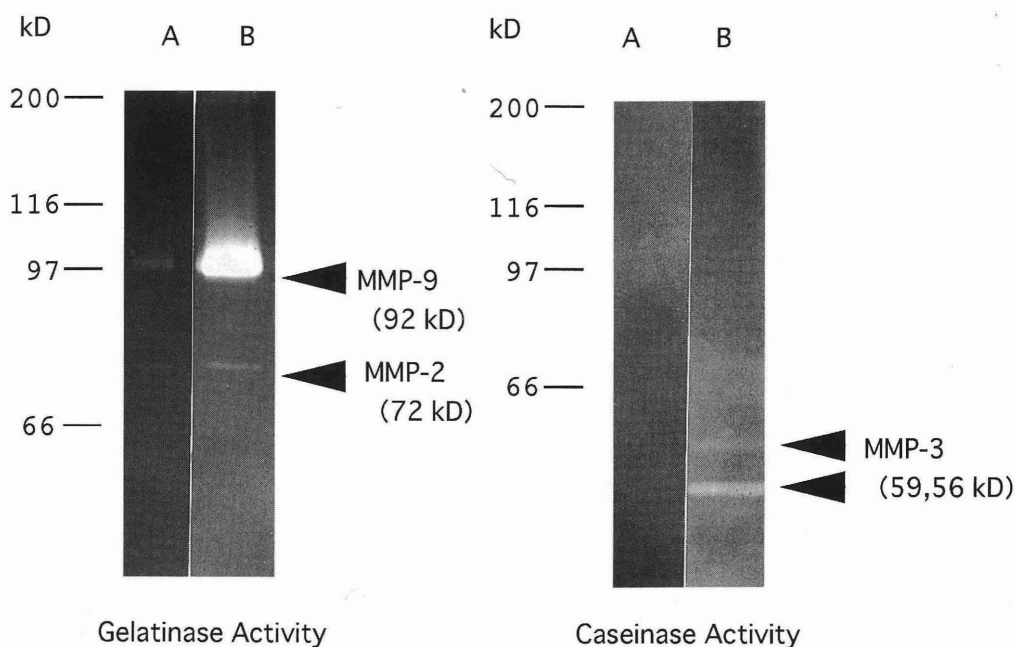 kD A B
200
116
97
66
MMP-9
(92 kD)
MMP-2
(72 kD)
Gelatinase Activity
kD A B
200
116
97
66
MMP-3
(59,56 kD)
Caseinase Activity